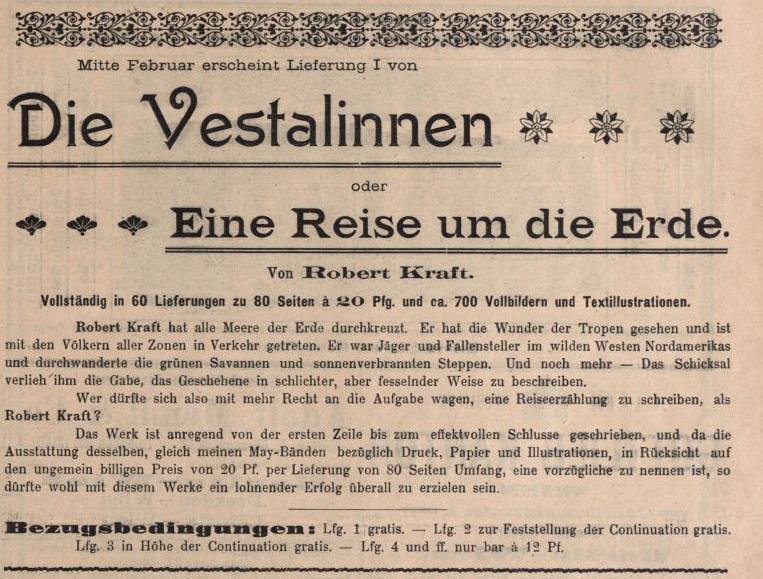 Mitte Februar erscheint Lieferung I von
Die Vestalinnen
oder
Eine Reise um die Erde.
Von Robert Kraft.
Vollständig in 60 Lieferungen zu 80 Seiten à 20 Pfg. und ca. 700 Vollbildern und Textillustrationen.
Robert Kraft hat alle Meere der Erde durchkreuzt. Er hat die Wunder der Tropen gesehen und ist
mit den Völkern aller Zonen in Verkehr getreten. Er war Jäger und Fallensteller im wilden Westen Nordamerikas
und durchwanderte die grünen Savannen und sonnenverbrannten Steppen. Und noch mehr — Das Schicksal
verlieh ihm die Gabe, das Geschehene in schlichter, aber fesselnder Weise zu beschreiben.
Wer dürfte sich also mit mehr Recht an die Aufgabe wagen, eine Reiseerzählung zu schreiben, als
Robert Kraft?
Das Werk ist anregend von der ersten Zeile bis zum effektvollen Schlusse geschrieben, und da die
Ausstattung desselben, gleich meinen May-Bänden bezüglich Druck, Papier und Illustrationen, in Rücksicht auf
den ungemein billigen Preis von 20 Pf. per Lieferung von 80 Seiten Umfang, eine vorzügliche zu nennen ist, so
dürfte wohl mit diesem Werke ein lohnender Erfolg überall zu erzielen sein.
Bezugsbedingungen: Lfg. 1 gratis. — Lfg. 2 zur Feststellung der Continuation gratis.
Lfg. 3 in Höhe der Continuation gratis. — Lfg. 4 und ff. nur bar à 12 Pf.